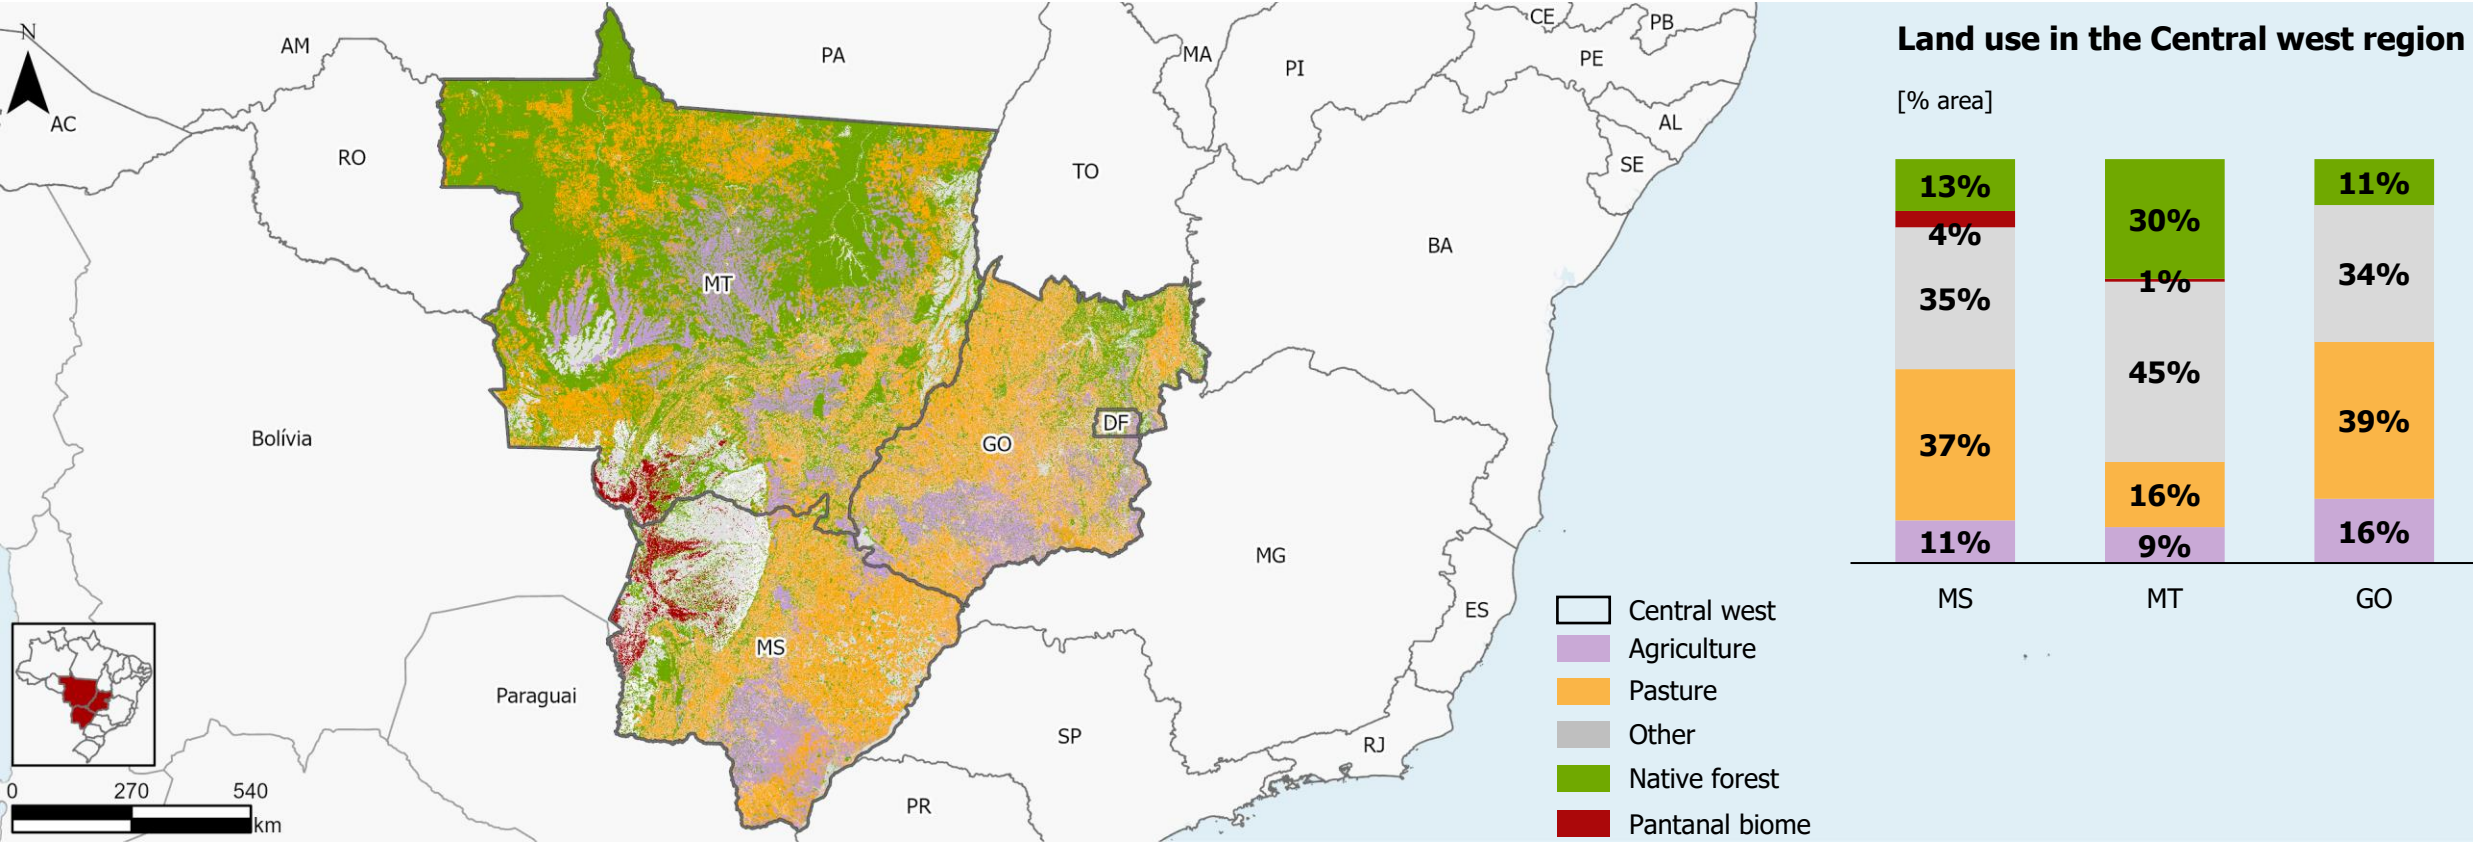 N
AM
PA
MA
PI
CE
PB
PE
AC
RO
TO
AL
SE
BA
MT
Bolívia
GO
DF
MG
ES
MS
Paraguai
SP
RJ
PR
0 270 540
km
Land use in the Central west region
[% area]
13% 30% 11%
4% 1% 34%
35% 45% 39%
37% 16% 16%
11% 9%
MS MT GO
Central west
Agriculture
Pasture
Other
Native forest
Pantanal biome